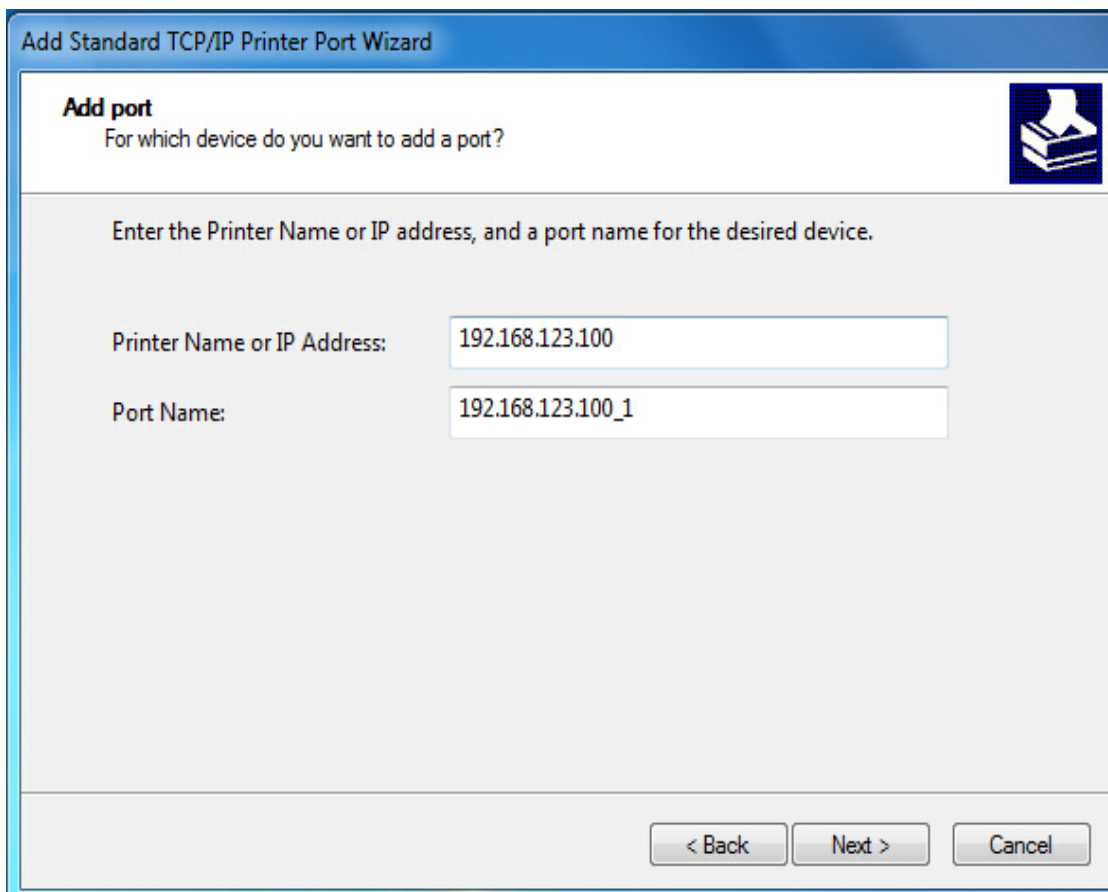 Add Standard TCP/IP Printer Port Wizard
Add port
For which device do you want to add a port?
Enter the Printer Name or IP address, and a port name for the desired device.
Printer Name or IP Address: 192.168.123.100
Port Name: 192.168.123.100_1
< Back Next > Cancel